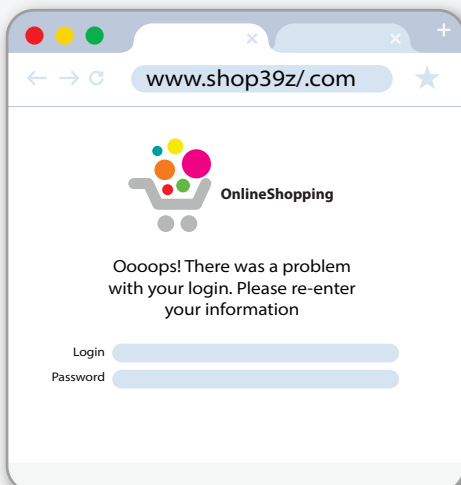 www.shop39z/.com
OnlineShopping
Oooops! There was a problem
with your login. Please re-enter
your information
Login
Password